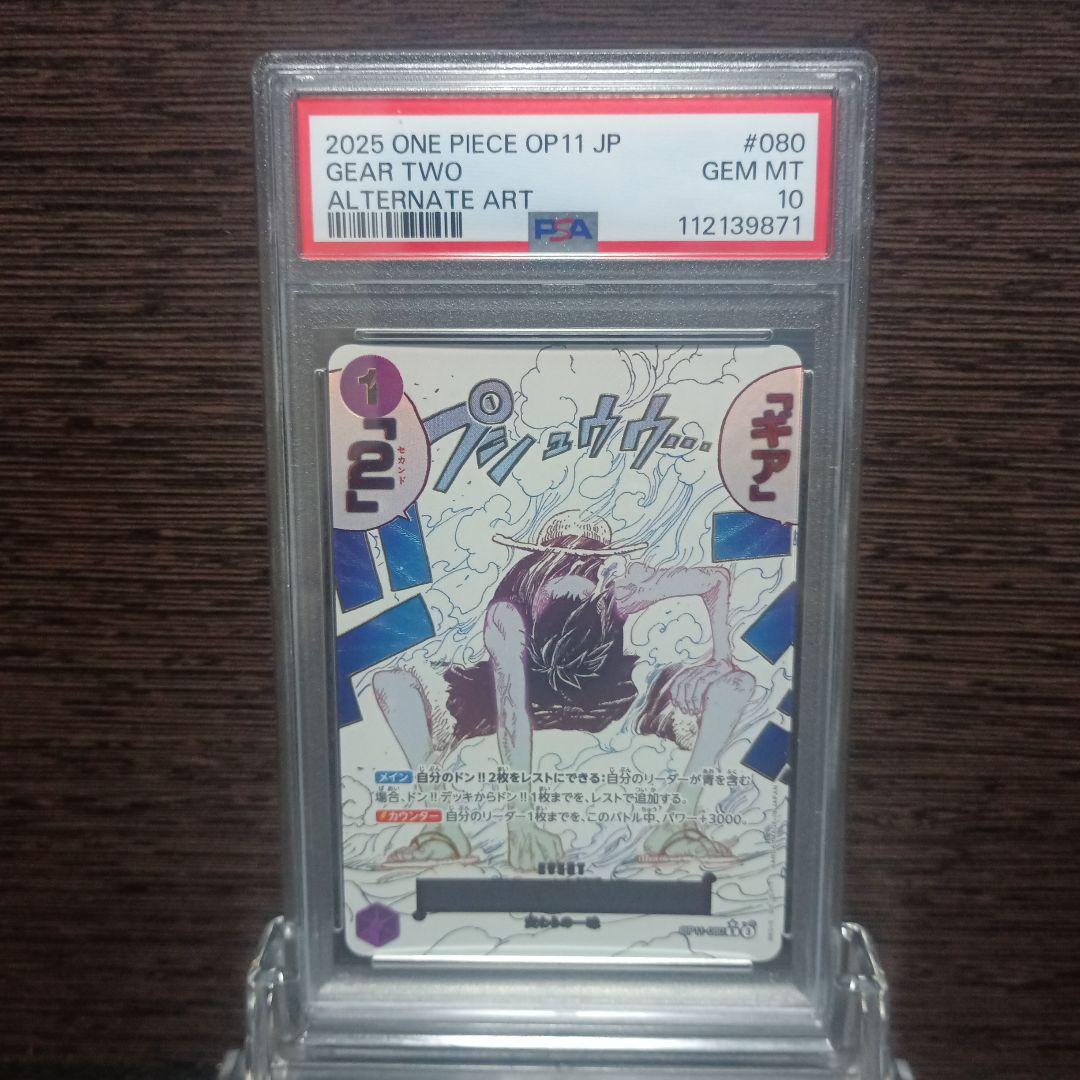 2025 ONE PIECE OP11 JP #080
GEAR TWO GEM MT
ALTERNATE ART 10
PSA 112139871
1
「ギア」
プシュゥゥ...
①
「2」
セカンド
メイン 自分のドン!!2枚をレストにできる:自分のリーダーが青を含む
場合、ドン!!デッキからドン!!1枚までを、レストで追加する。
カウンター 自分のリーダー1枚までを、このバトル中、パワー+3000。
EVENT
麦わらの一味
OP11-080